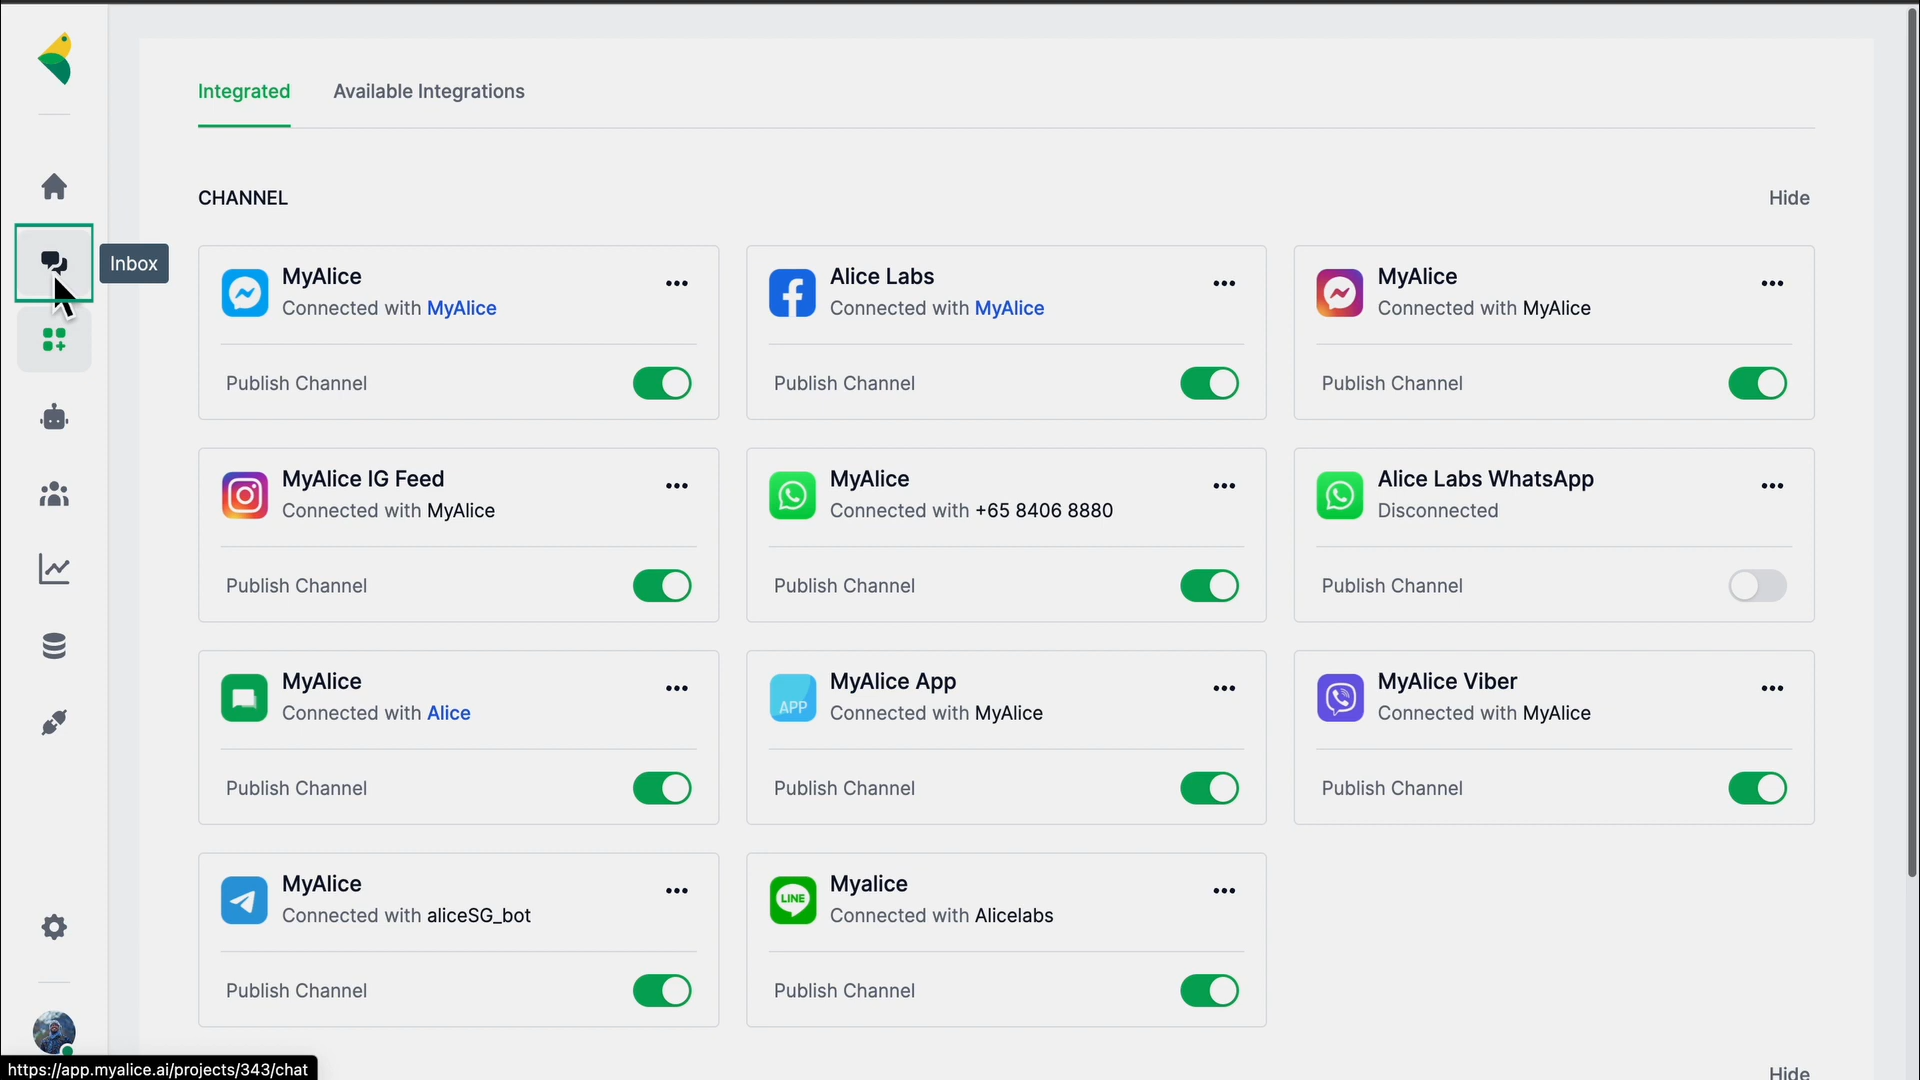 Integrated
Available Integrations
CHANNEL
Hide
Inbox
MyAlice
Connected with MyAlice
Publish Channel
Alice Labs
Connected with MyAlice
Publish Channel
MyAlice
Connected with MyAlice
Publish Channel
MyAlice IG Feed
Connected with MyAlice
Publish Channel
MyAlice
Connected with +65 8406 8880
Publish Channel
Alice Labs WhatsApp
Disconnected
Publish Channel
MyAlice
Connected with Alice
Publish Channel
APP
MyAlice App
Connected with MyAlice
Publish Channel
MyAlice Viber
Connected with MyAlice
Publish Channel
MyAlice
Connected with aliceSG_bot
Publish Channel
LINE
Myalice
Connected with Alicelabs
Publish Channel
Hide
https://app.myalice.ai/projects/343/chat